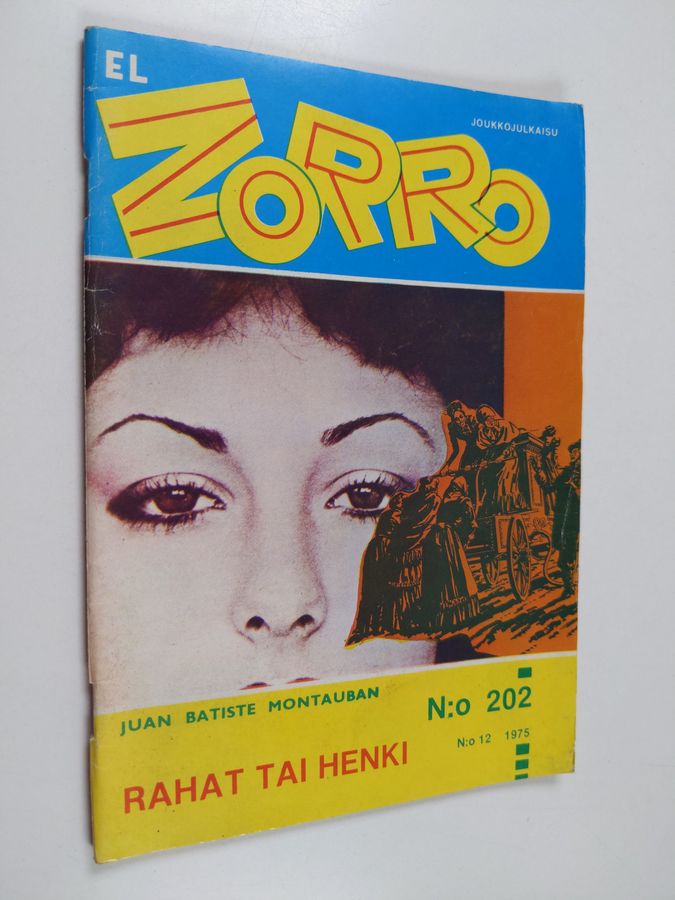 EL
ZORRO
JOUKKOJULKAISU
JUAN BATISTE MONTAUBAN
N:o 202
N:o 12 1975
RAHAT TAI HENKI